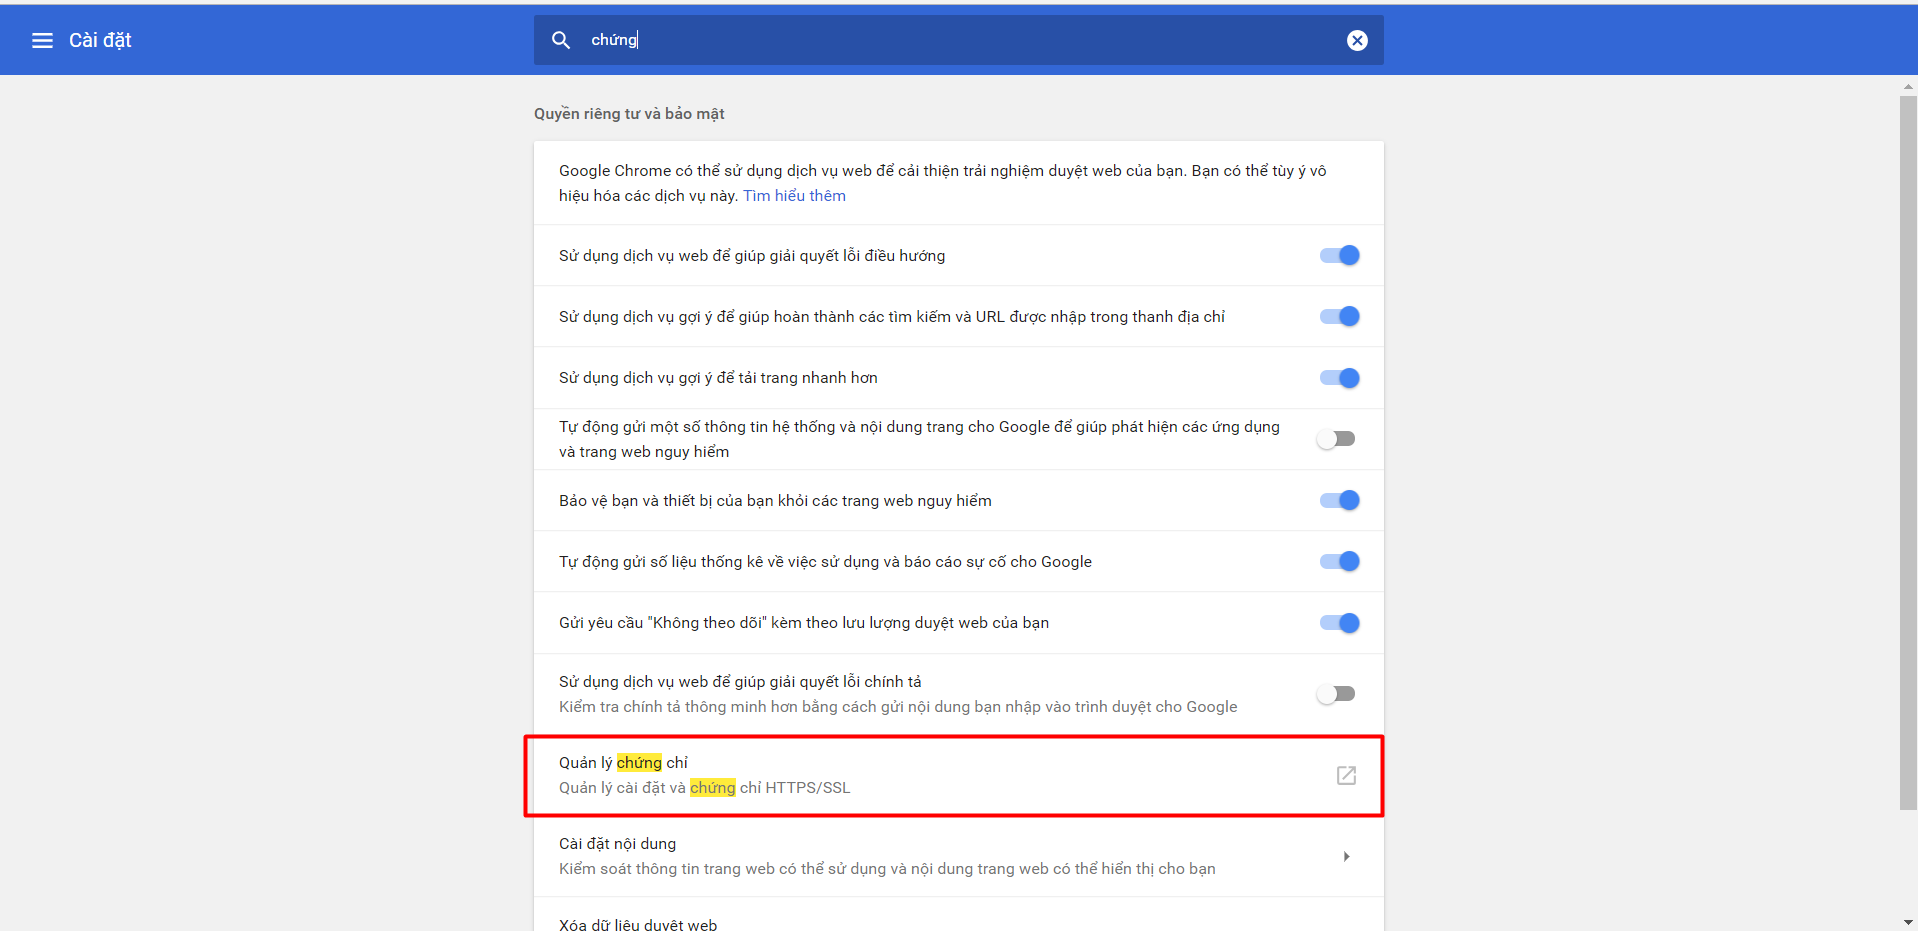 Cài đặt
chứng
Quyền riêng tư và bảo mật
Google Chrome có thể sử dụng dịch vụ web để cải thiện trải nghiệm duyệt web của bạn. Bạn có thể tùy ý vô
hiệu hóa các dịch vụ này. Tìm hiểu thêm
Sử dụng dịch vụ web để giúp giải quyết lỗi điều hướng
Sử dụng dịch vụ gợi ý để giúp hoàn thành các tìm kiếm và URL được nhập trong thanh địa chỉ
Sử dụng dịch vụ gợi ý để tải trang nhanh hơn
Tự động gửi một số thông tin hệ thống và nội dung trang cho Google để giúp phát hiện các ứng dụng
và trang web nguy hiểm
Bảo vệ bạn và thiết bị của bạn khỏi các trang web nguy hiểm
Tự động gửi số liệu thống kê về việc sử dụng và báo cáo sự cố cho Google
Gửi yêu cầu "Không theo dõi" kèm theo lưu lượng duyệt web của bạn
Sử dụng dịch vụ web để giúp giải quyết lỗi chính tả
Kiểm tra chính tả thông minh hơn bằng cách gửi nội dung bạn nhập vào trình duyệt cho Google
Quản lý chứng chỉ
Quản lý cài đặt và chứng chỉ HTTPS/SSL
Cài đặt nội dung
Kiểm soát thông tin trang web có thể sử dụng và nội dung trang web có thể hiển thị cho bạn
Xóa dữ liệu duyệt web